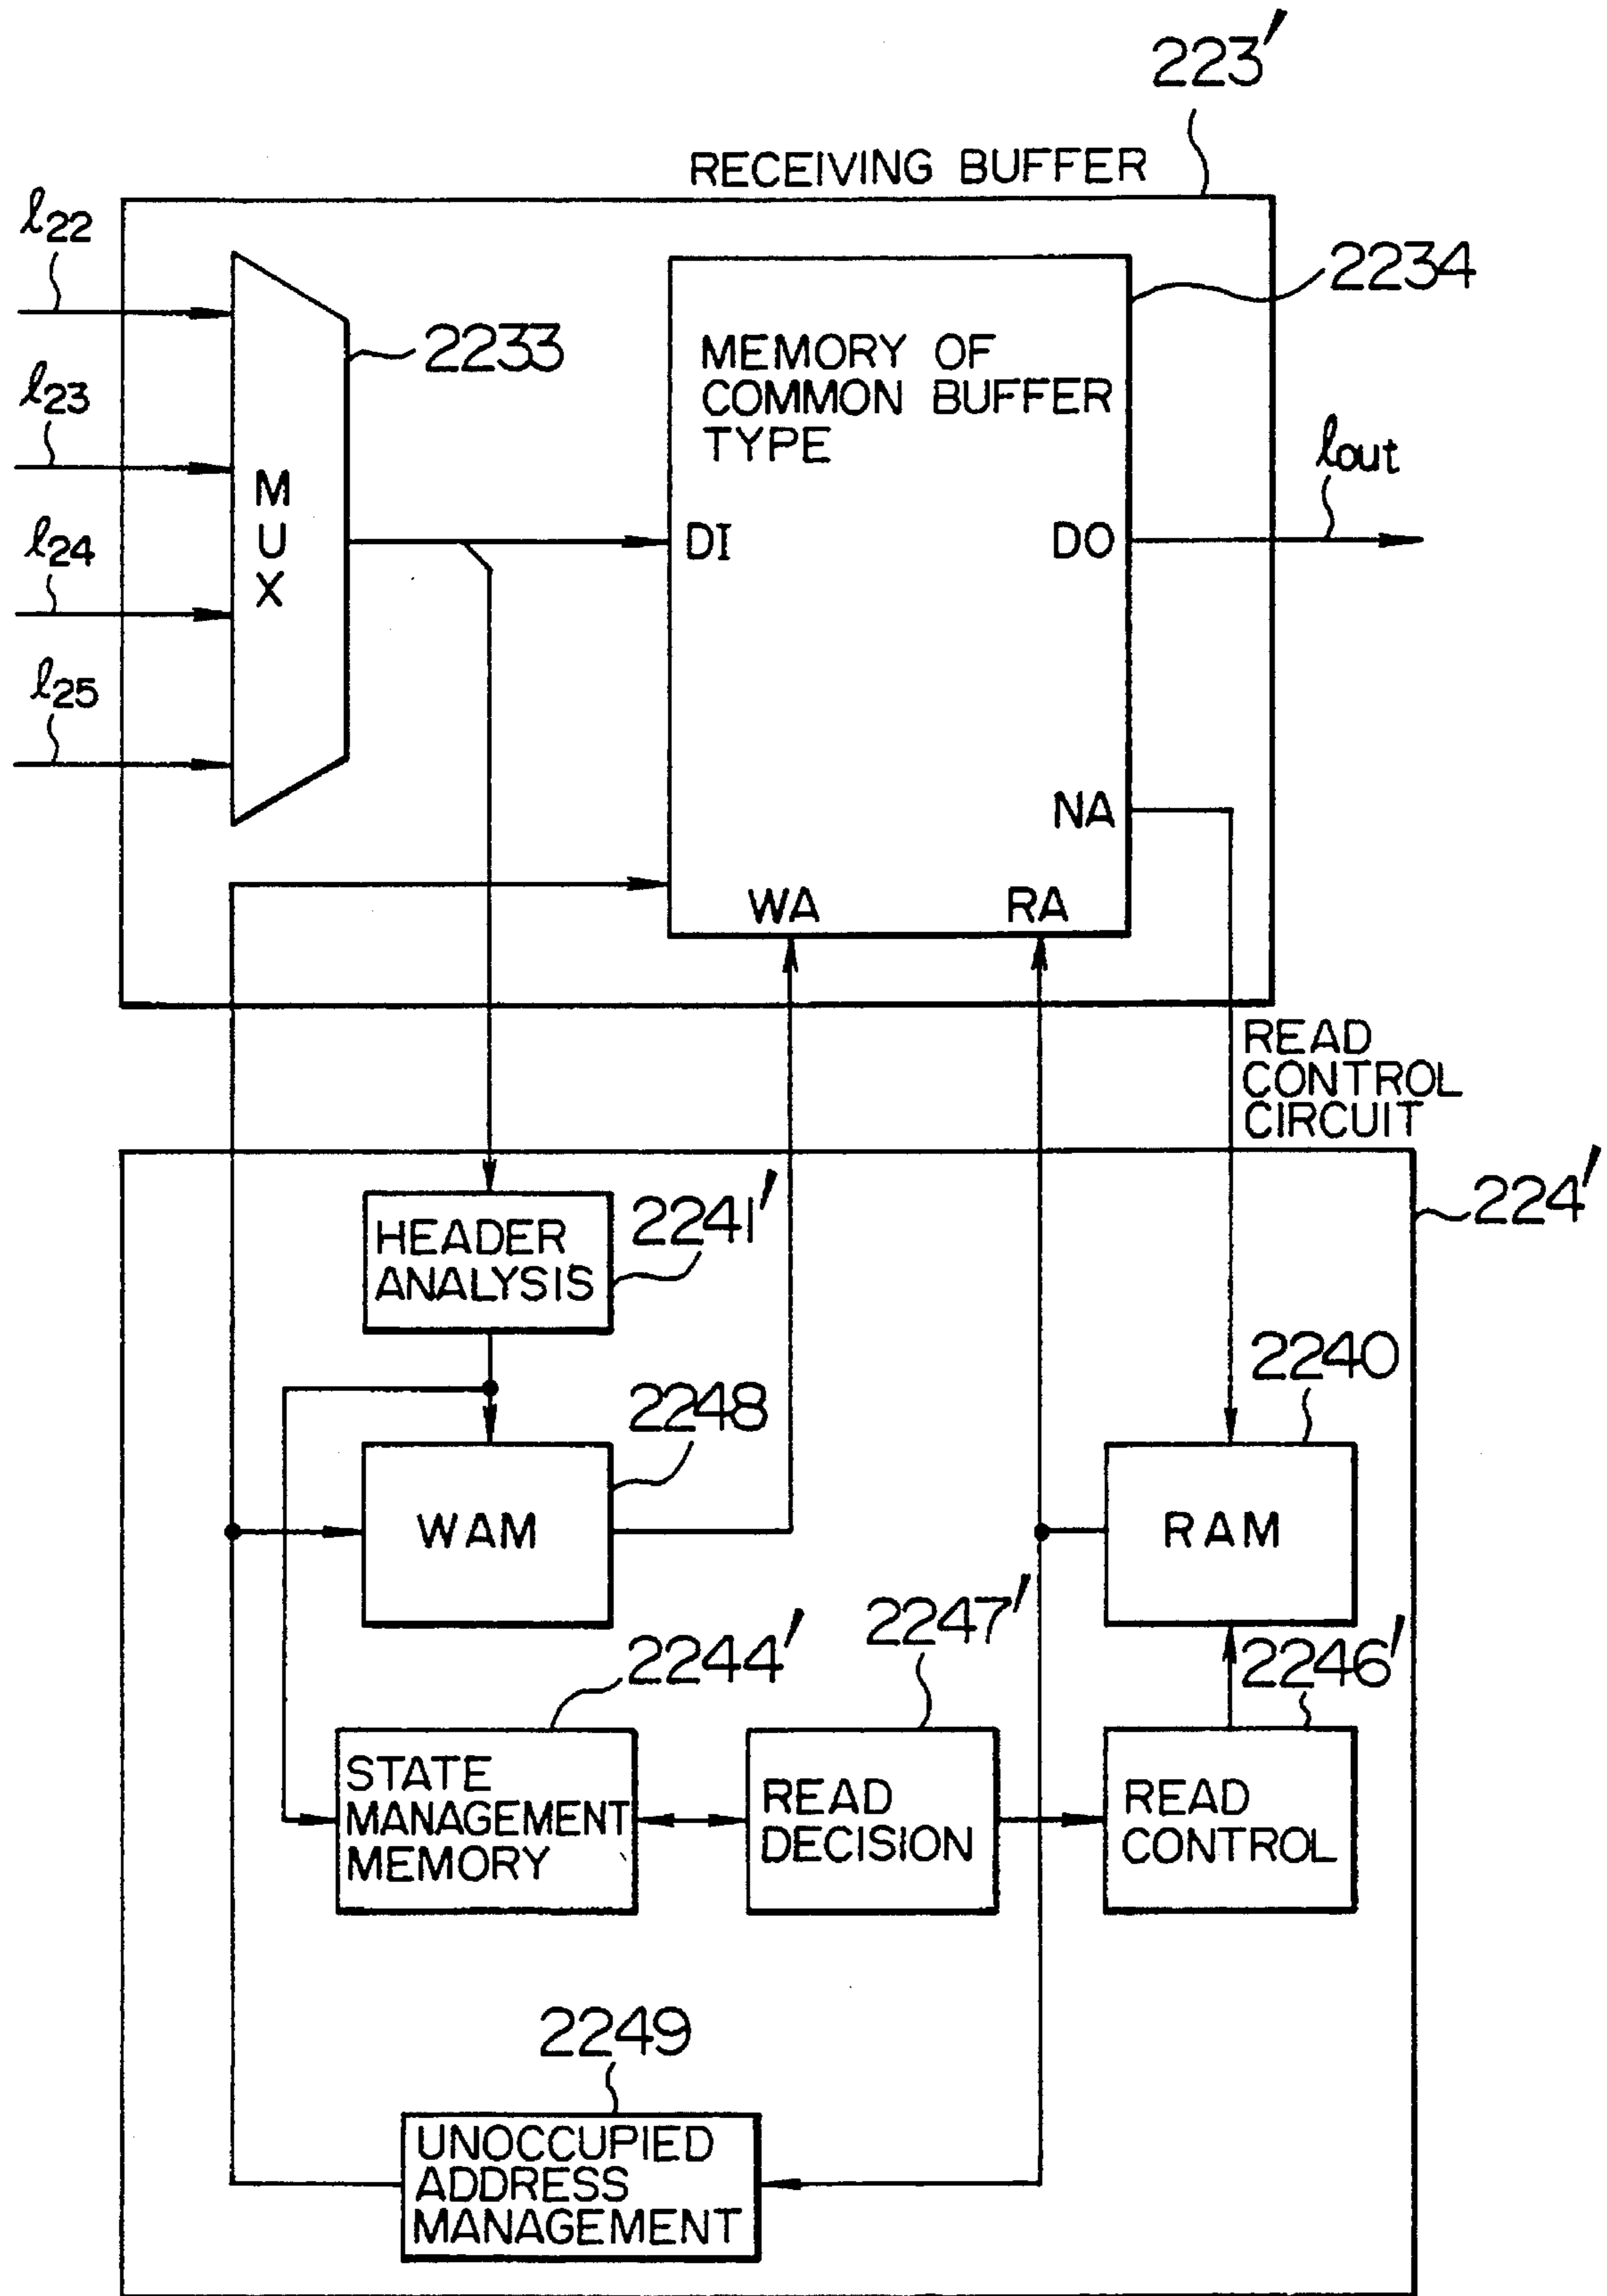 223'
RECEIVING BUFFER
ℓ22
2234
2233
MEMORY OF
COMMON BUFFER
TYPE
ℓ23
ℓout
M
U
X
DI
DO
ℓ24
ℓ25
NA
WA
RA
READ
CONTROL
CIRCUIT
224'
2241'
HEADER
ANALYSIS
2240
2248
WAM
RAM
2247'
2244'
2246'
STATE
MANAGEMENT
MEMORY
READ
DECISION
READ
CONTROL
2249
UNOCCUPIED
ADDRESS
MANAGEMENT